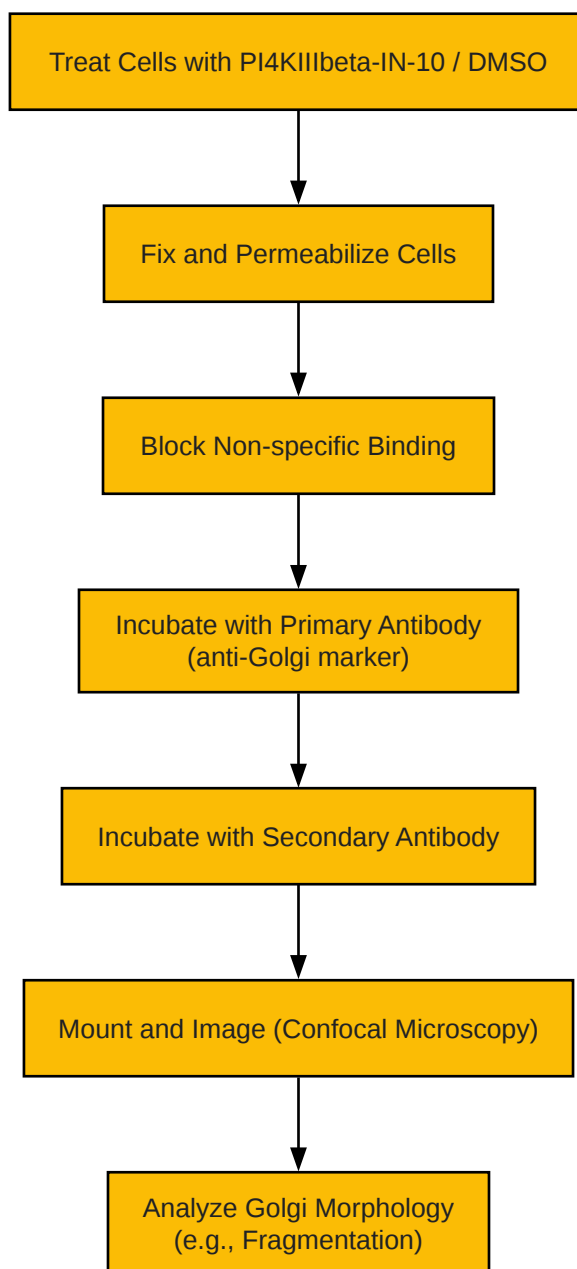 Treat Cells with PI4KIIIbeta-IN-10 / DMSO
Fix and Permeabilize Cells
Block Non-specific Binding
Incubate with Primary Antibody
(anti-Golgi marker)
Incubate with Secondary Antibody
Mount and Image (Confocal Microscopy)
Analyze Golgi Morphology
(e.g., Fragmentation)